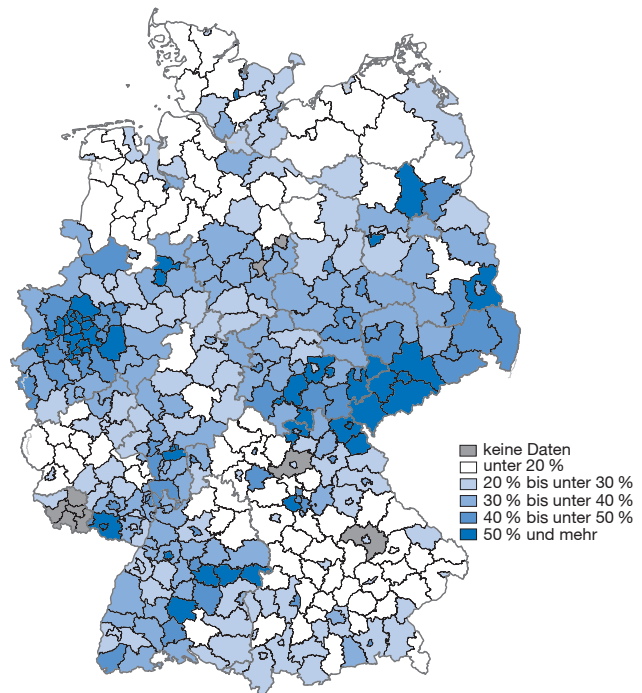 keine Daten
unter 20 %
20 % bis unter 30 %
30 % bis unter 40 %
40 % bis unter 50 %
50 % und mehr